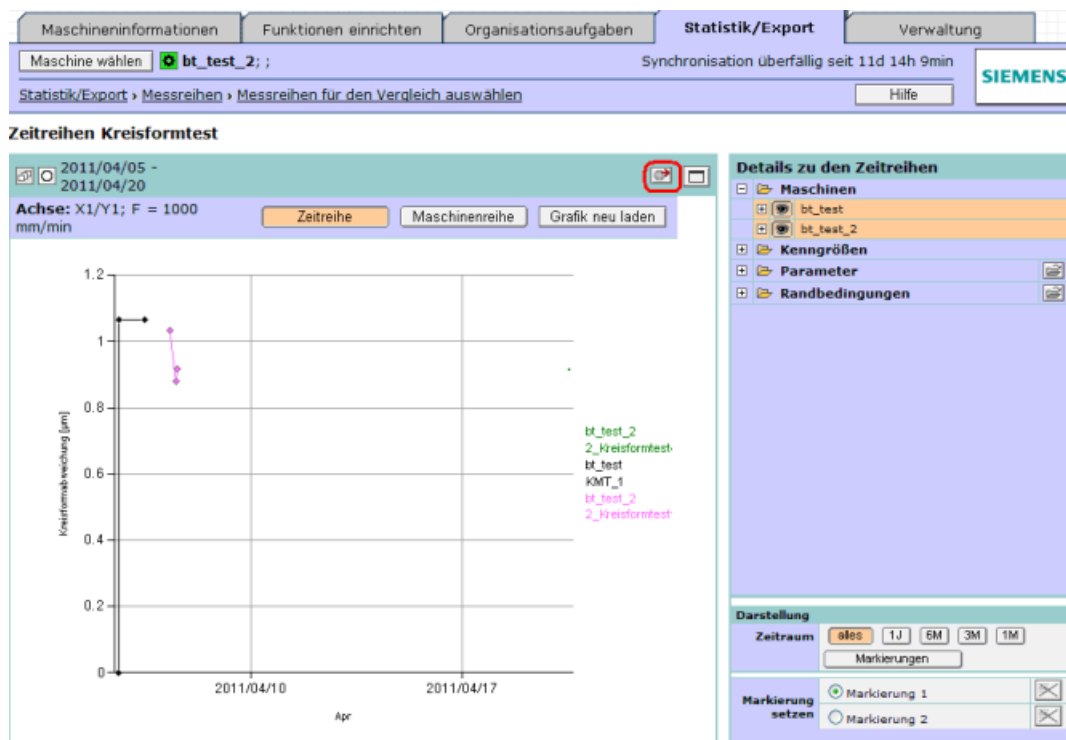 Maschineninformationen
Funktionen einrichten
Organisationsaufgaben
Statistik/Export
Verwaltung
Maschine wählen bt_test_2; ;
Synchronisation überfällig seit 11d 14h 9min
SIEMENS
Statistik/Export › Messreihen › Messreihen für den Vergleich auswählen
Hilfe
Zeitreihen Kreisformtest
2011/04/05 -
2011/04/20
Achse: X1/Y1; F = 1000
mm/min
Zeitreihe
Maschinenreihe
Grafik neu laden
1.2
1
0.8
0.6
0.4
0.2
0
Kreisformabweichung [µm]
2011/04/10
2011/04/17
Apr
bt_test_2
2_Kreisformtest
bt_test
KMT_1
bt_test_2
2_Kreisformtest
Details zu den Zeitreihen
Maschinen
bt_test
bt_test_2
Kenngrößen
Parameter
Randbedingungen
Darstellung
Zeitraum alles 1J 6M 3M 1M
Markierungen
Markierung
setzen
Markierung 1
Markierung 2